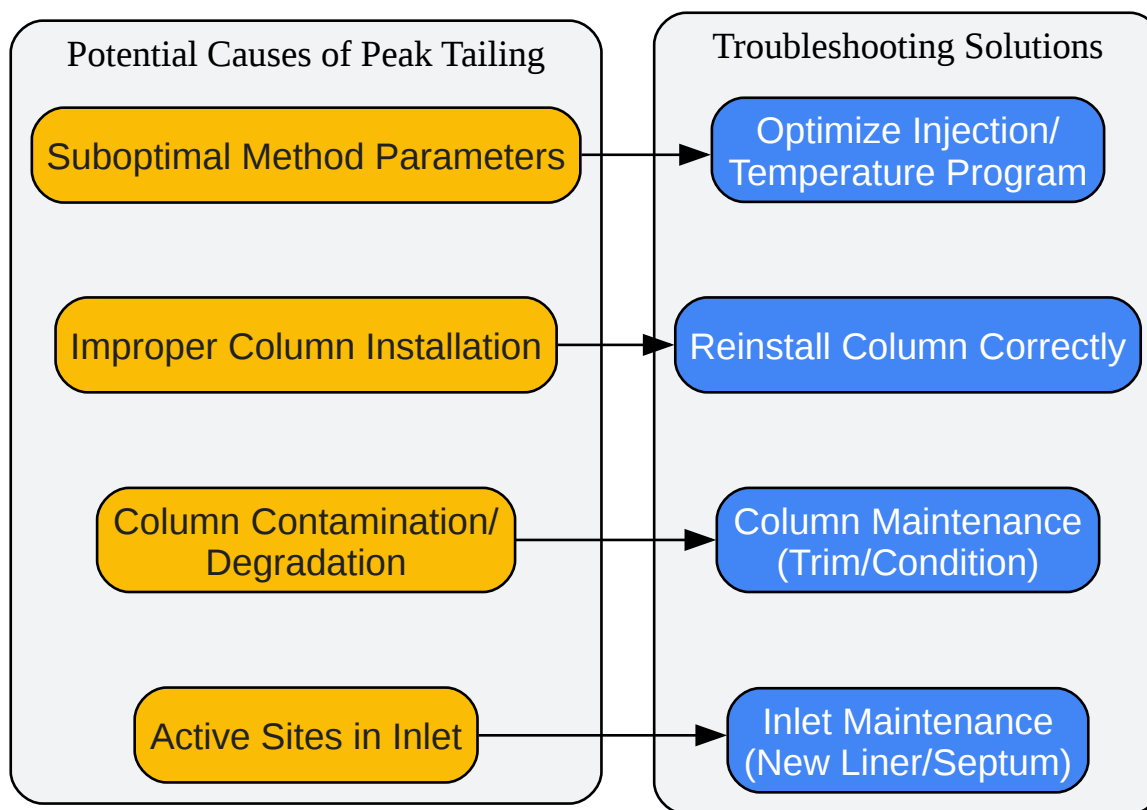 Potential Causes of Peak Tailing
Suboptimal Method Parameters
Improper Column Installation
Column Contamination/
Degradation
Active Sites in Inlet
Troubleshooting Solutions
Optimize Injection/
Temperature Program
Reinstall Column Correctly
Column Maintenance
(Trim/Condition)
Inlet Maintenance
(New Liner/Septum)